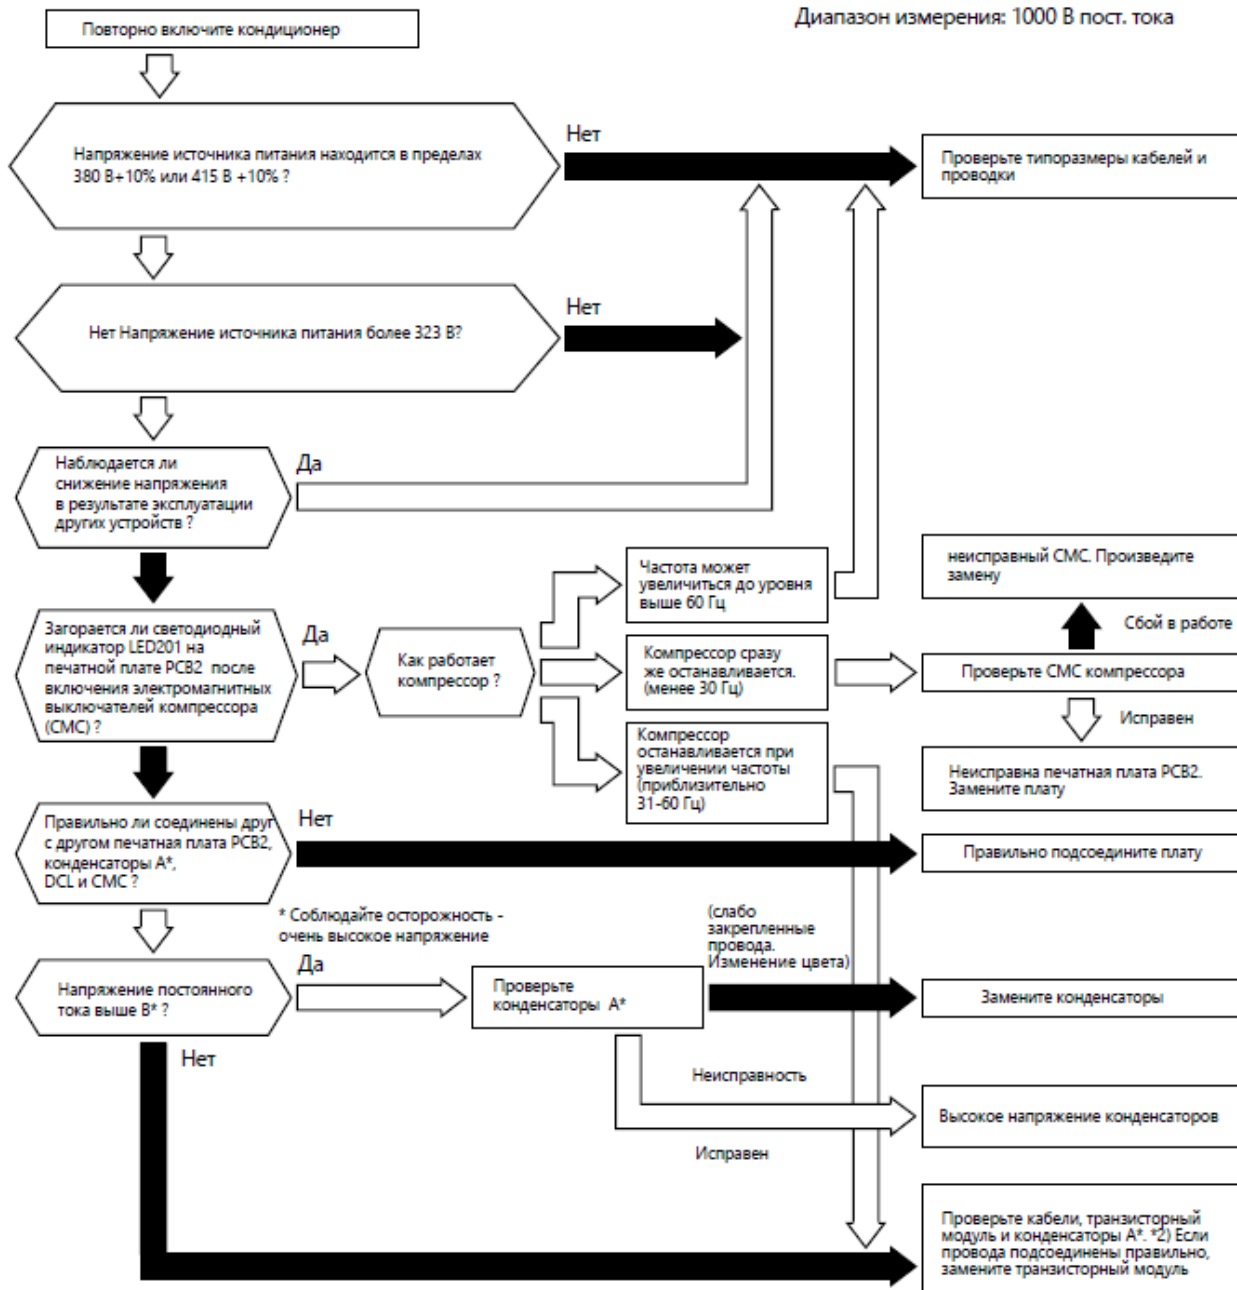 Диапазон измерения: 1000 В пост. тока
Повторно включите кондиционер
Нет
Напряжение источника питания находится в пределах
380 В+10% или 415 В +10% ?
Проверьте типоразмеры кабелей и
проводки
Нет
Нет Напряжение источника питания более 323 В?
Да
Наблюдается ли
снижение напряжения
в результате эксплуатации
других устройств ?
Частота может
увеличиться до уровня
выше 60 Гц
неисправный СМС. Произведите
замену
Сбой в работе
Загорается ли светодиодный
индикатор LED201 на
печатной плате PCB2 после
включения электромагнитных
выключателей компрессора
(СМС) ?
Да
Как работает
компрессор ?
Компрессор сразу
же останавливается.
(менее 30 Гц)
Проверьте СМС компрессора
Исправен
Компрессор
останавливается при
увеличении частоты
(приблизительно
31-60 Гц)
Неисправна печатная плата PCB2.
Замените плату
Правильно ли соединены друг
с другом печатная плата PCB2,
конденсаторы А*,
DCL и СМС ?
Нет
Правильно подсоедините плату
* Соблюдайте осторожность -
очень высокое напряжение
(слабо
закрепленные
провода.
Изменение цвета)
Да
Напряжение постоянного
тока выше В* ?
Проверьте
конденсаторы А*
Замените конденсаторы
Нет
Неисправность
Высокое напряжение конденсаторов
Исправен
Проверьте кабели, транзисторный
модуль и конденсаторы А*. *2) Если
провода подсоединены правильно,
замените транзисторный модуль